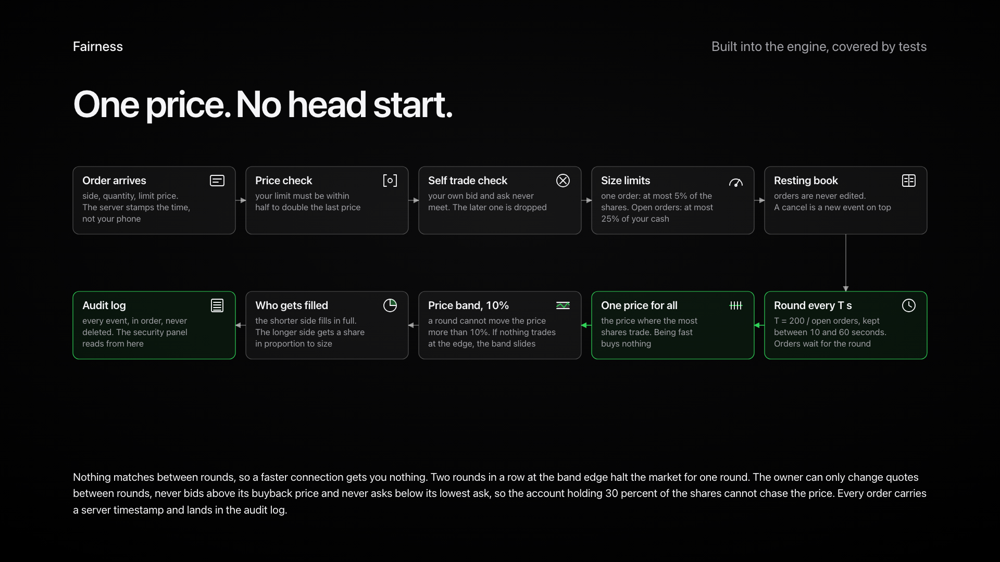 Fairness
Built into the engine, covered by tests
One price. No head start.
Order arrives
side, quantity, limit price.
The server stamps the time,
not your phone
Price check
your limit must be within
half to double the last price
Self trade check
your own bid and ask never
meet. The later one is dropped
Size limits
one order: at most 5% of the
shares. Open orders: at most
25% of your cash
Resting book
orders are never edited.
A cancel is a new event on top
Audit log
every event, in order, never
deleted. The security panel
reads from here
Who gets filled
the shorter side fills in full.
The longer side gets a share
in proportion to size
Price band, 10%
a round cannot move the price
more than 10%. If nothing trades
at the edge, the band slides
One price for all
the price where the most
shares trade. Being fast
buys nothing
Round every T s
T = 200 / open orders, kept
between 10 and 60 seconds.
Orders wait for the round
Nothing matches between rounds, so a faster connection gets you nothing. Two rounds in a row at the band edge halt the market for one round. The owner can only change quotes
between rounds, never bids above its buyback price and never asks below its lowest ask, so the account holding 30 percent of the shares cannot chase the price. Every order carries
a server timestamp and lands in the audit log.